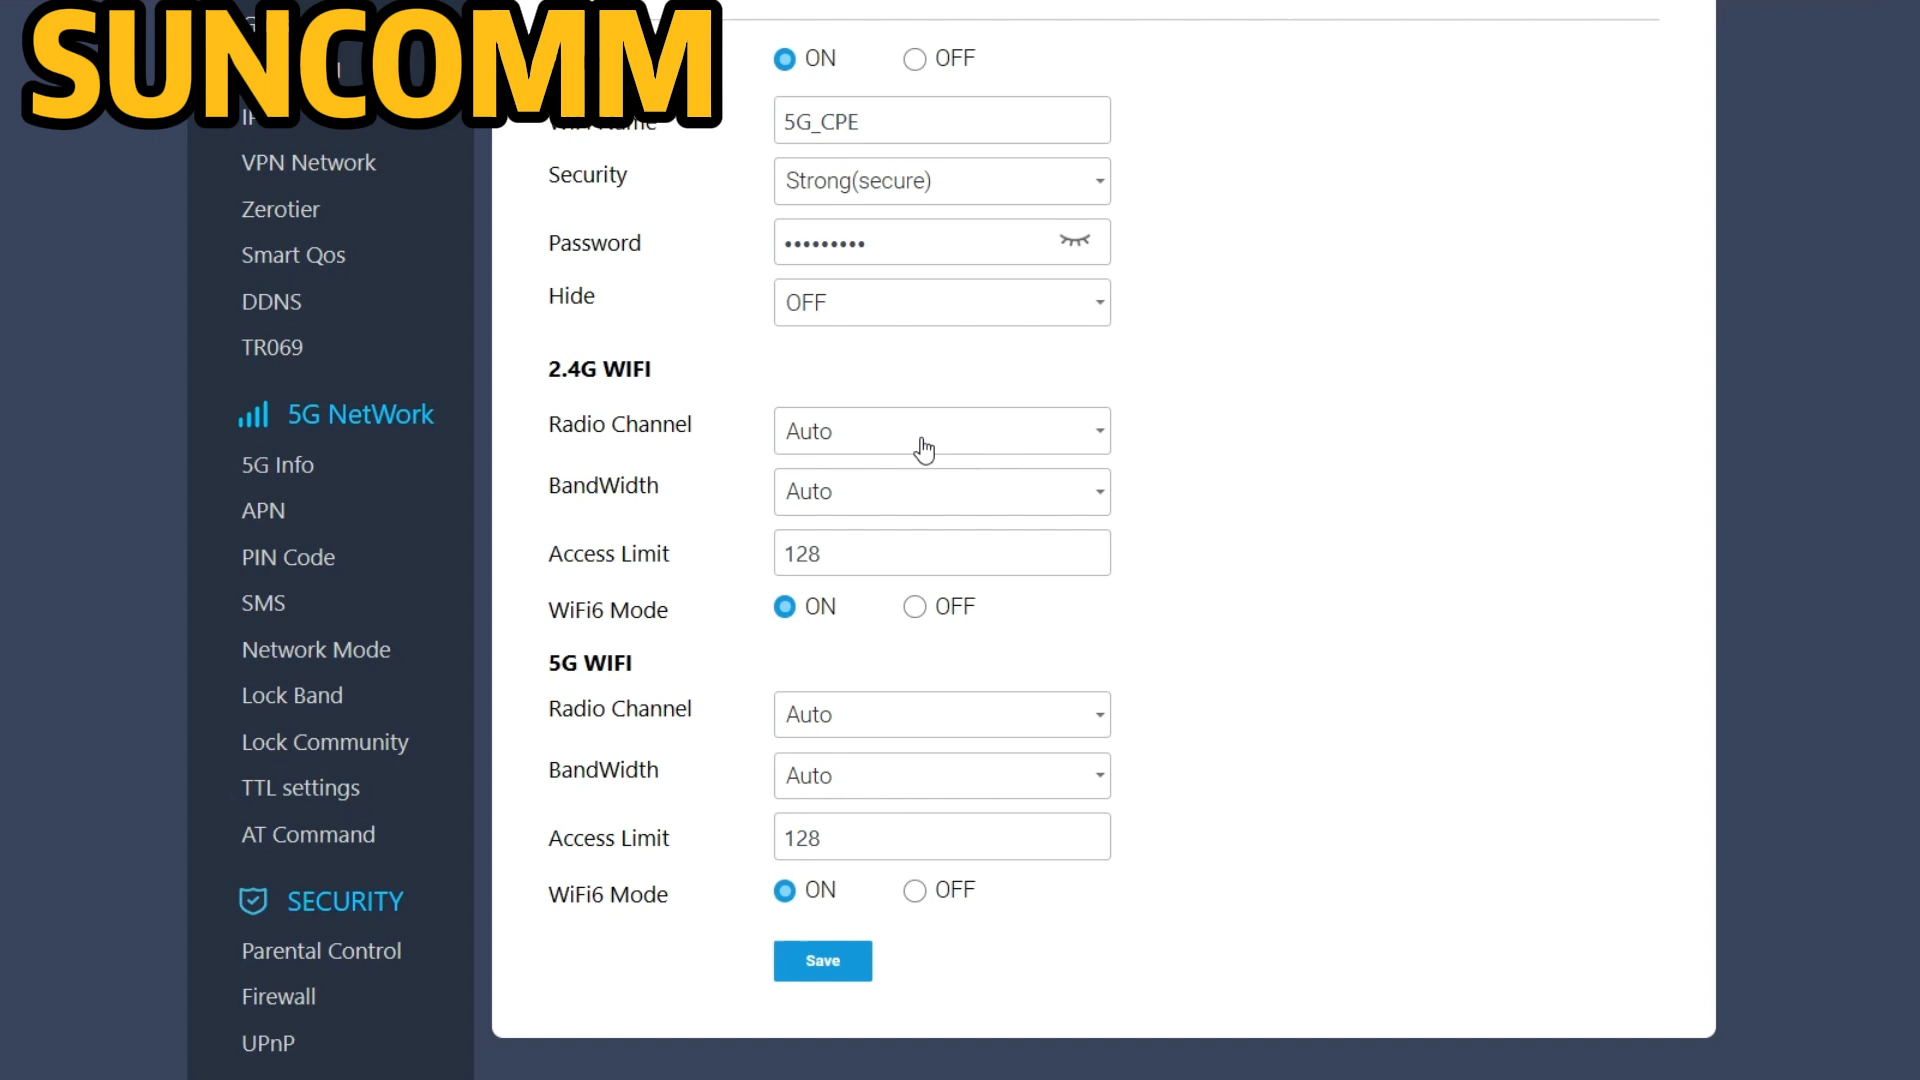 SUNCOMM
VPN Network
Zerotier
Smart Qos
DDNS
TR069
5G NetWork
5G Info
APN
PIN Code
SMS
Network Mode
Lock Band
Lock Community
TTL settings
AT Command
SECURITY
Parental Control
Firewall
UPnP
ON OFF
5G_CPE
Security Strong(secure)
Password •••••••••
Hide OFF
2.4G WIFI
Radio Channel Auto
BandWidth Auto
Access Limit 128
WiFi6 Mode ON OFF
5G WIFI
Radio Channel Auto
BandWidth Auto
Access Limit 128
WiFi6 Mode ON OFF
Save